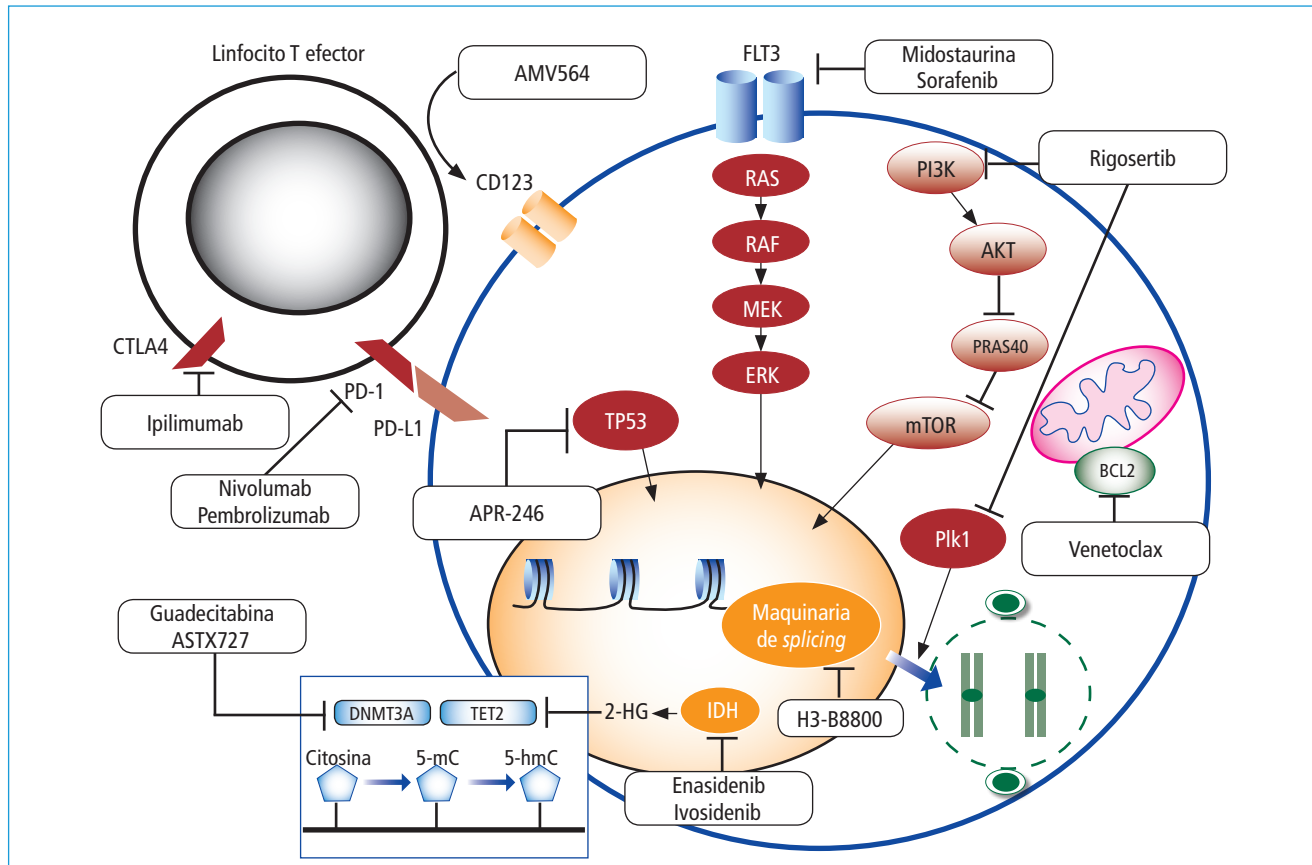 Linfocito T efector
AMV564
FLT3
Midostaurina
Sorafenib
CD123
RAS
RAF
MEK
ERK
PI3K
AKT
PRAS40
mTOR
Rigosertib
CTLA4
Ipilimumab
PD-1
PD-L1
Nivolumab
Pembrolizumab
TP53
APR-246
BCL2
Venetoclax
Plk1
Maquinaria
de splicing
H3-B8800
Guadecitabina
ASTX727
DNMT3A
TET2
2-HG
IDH
Citosina
5-mC
5-hmC
Enasidenib
Ivosidenib